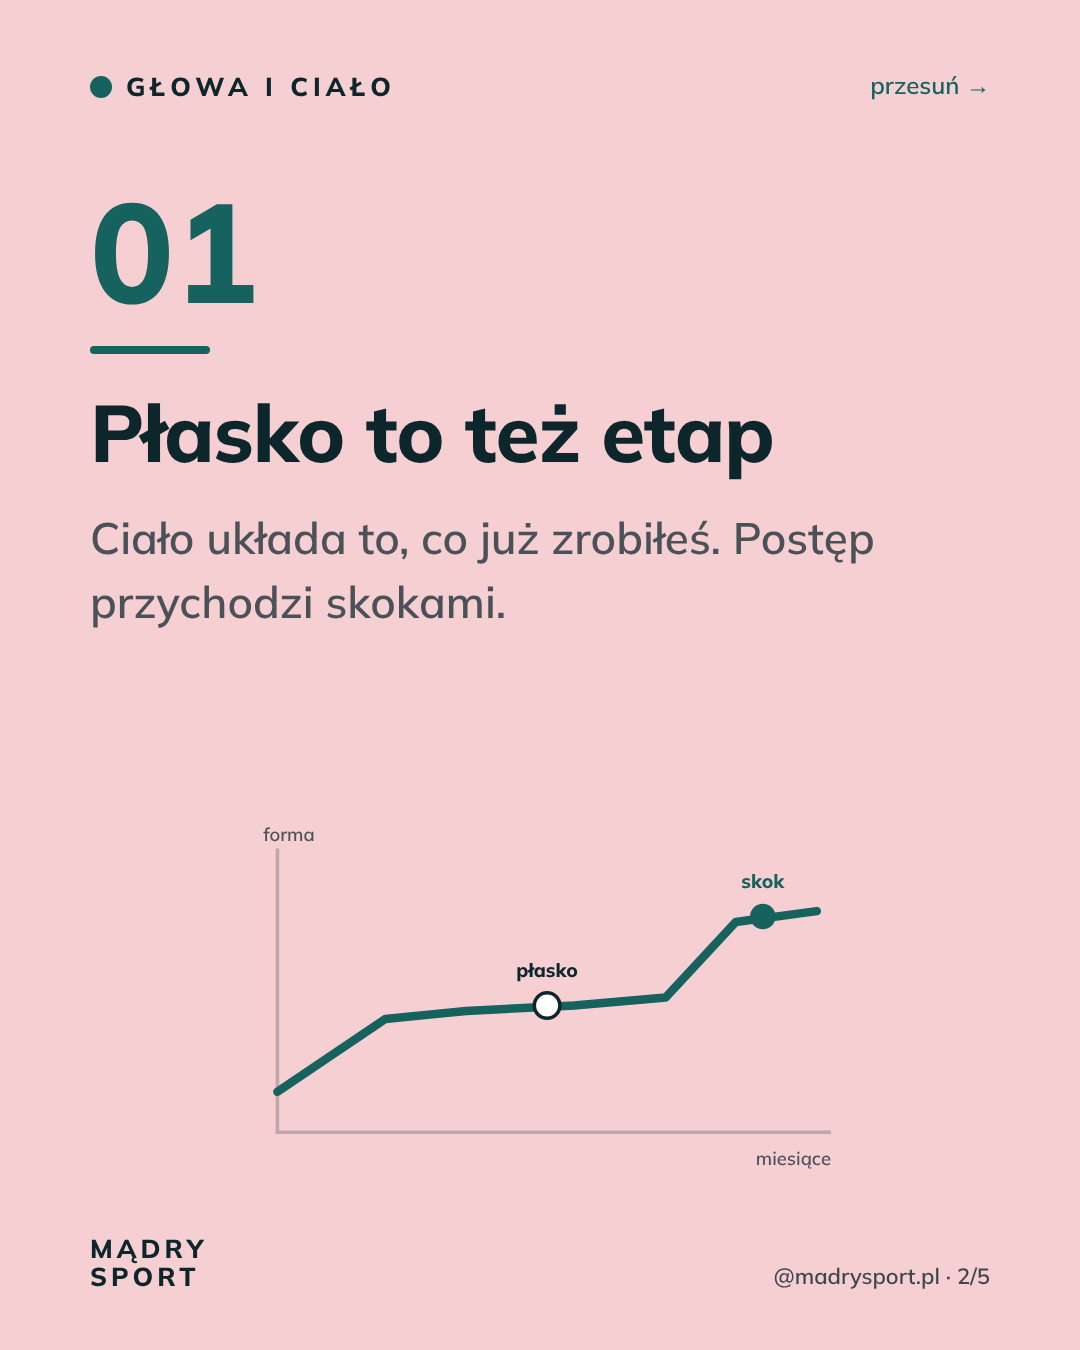 GŁOWA I CIAŁO
przesuń →
01
Płasko to też etap
Ciało układa to, co już zrobiłeś. Postęp
przychodzi skokami.
forma
skok
płasko
miesiące
MĄDRY
SPORT
@madrysport.pl · 2/5